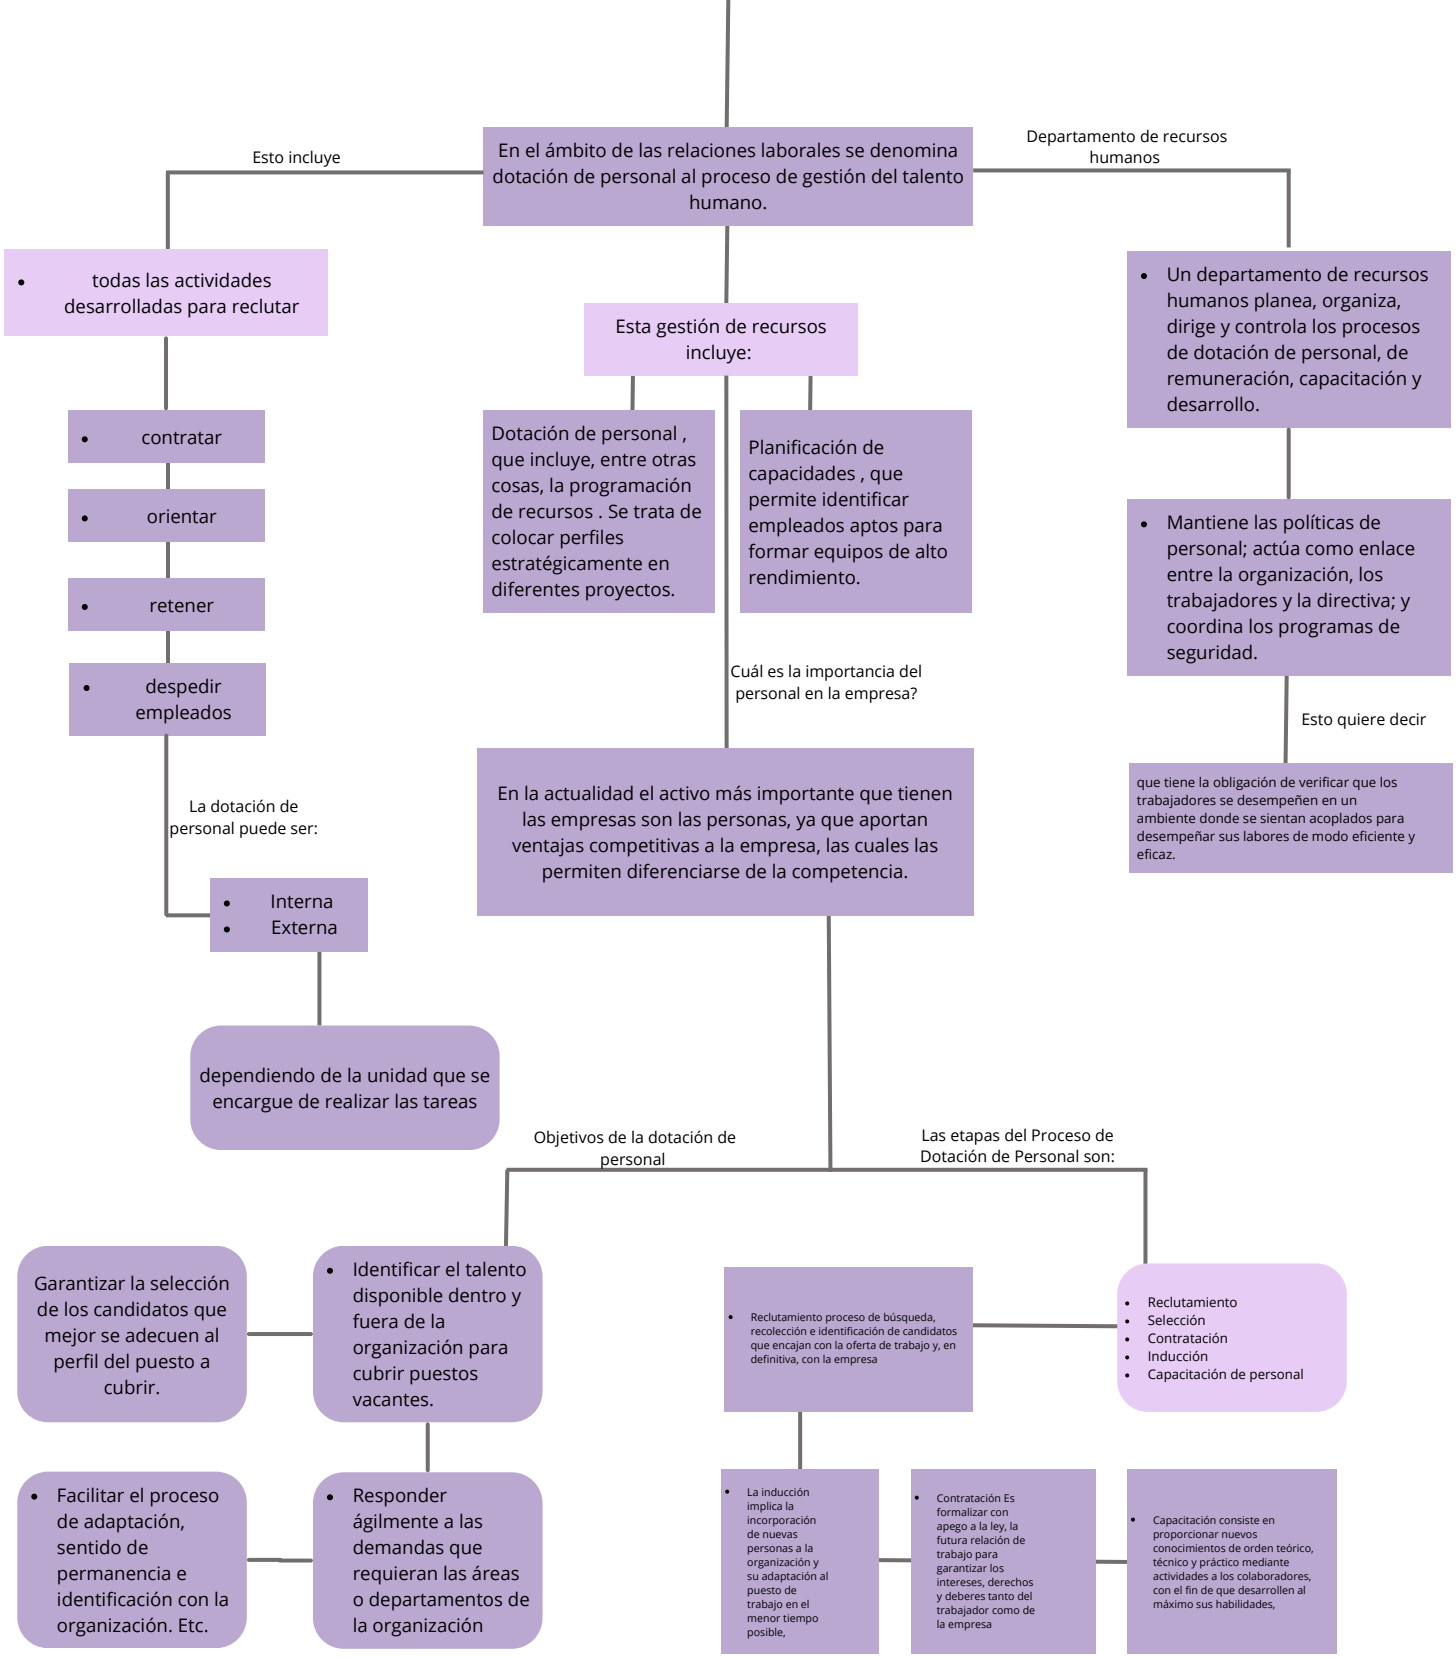 En el ámbito de las relaciones laborales se denomina
dotación de personal al proceso de gestión del talento
humano.
Esto incluye
todas las actividades
desarrolladas para reclutar
contratar
orientar
retener
despedir
empleados
La dotación de
personal puede ser:
Interna
Externa
dependiendo de la unidad que se
encargue de realizar las tareas
Esta gestión de recursos
incluye:
Dotación de personal ,
que incluye, entre otras
cosas, la programación
de recursos . Se trata de
colocar perfiles
estratégicamente en
diferentes proyectos.
Planificación de
capacidades , que
permite identificar
empleados aptos para
formar equipos de alto
rendimiento.
Cuál es la importancia del
personal en la empresa?
En la actualidad el activo más importante que tienen
las empresas son las personas, ya que aportan
ventajas competitivas a la empresa, las cuales las
permiten diferenciarse de la competencia.
Departamento de recursos
humanos
Un departamento de recursos
humanos planea, organiza,
dirige y controla los procesos
de dotación de personal, de
remuneración, capacitación y
desarrollo.
Mantiene las políticas de
personal; actúa como enlace
entre la organización, los
trabajadores y la directiva; y
coordina los programas de
seguridad.
Esto quiere decir
que tiene la obligación de verificar que los
trabajadores se desempeñen en un
ambiente donde se sientan acoplados para
desempeñar sus labores de modo eficiente y
eficaz.
Objetivos de la dotación de
personal
Identificar el talento
disponible dentro y
fuera de la
organización para
cubrir puestos
vacantes.
Garantizar la selección
de los candidatos que
mejor se adecuen al
perfil del puesto a
cubrir.
Responder
ágilmente a las
demandas que
requieran las áreas
o departamentos de
la organización
Facilitar el proceso
de adaptación,
sentido de
permanencia e
identificación con la
organización. Etc.
Las etapas del Proceso de
Dotación de Personal son:
Reclutamiento
Selección
Contratación
Inducción
Capacitación de personal
Reclutamiento proceso de búsqueda,
recolección e identificación de candidatos
que encajan con la oferta de trabajo y, en
definitiva, con la empresa
La inducción
implica la
incorporación
de nuevas
personas a la
organización y
su adaptación al
puesto de
trabajo en el
menor tiempo
posible,
Contratación Es
formalizar con
apego a la ley, la
futura relación de
trabajo para
garantizar los
intereses, derechos
y deberes tanto del
trabajador como de
la empresa
Capacitación consiste en
proporcionar nuevos
conocimientos de orden teórico,
técnico y práctico mediante
actividades a los colaboradores,
con el fin de que desarrollen al
máximo sus habilidades,